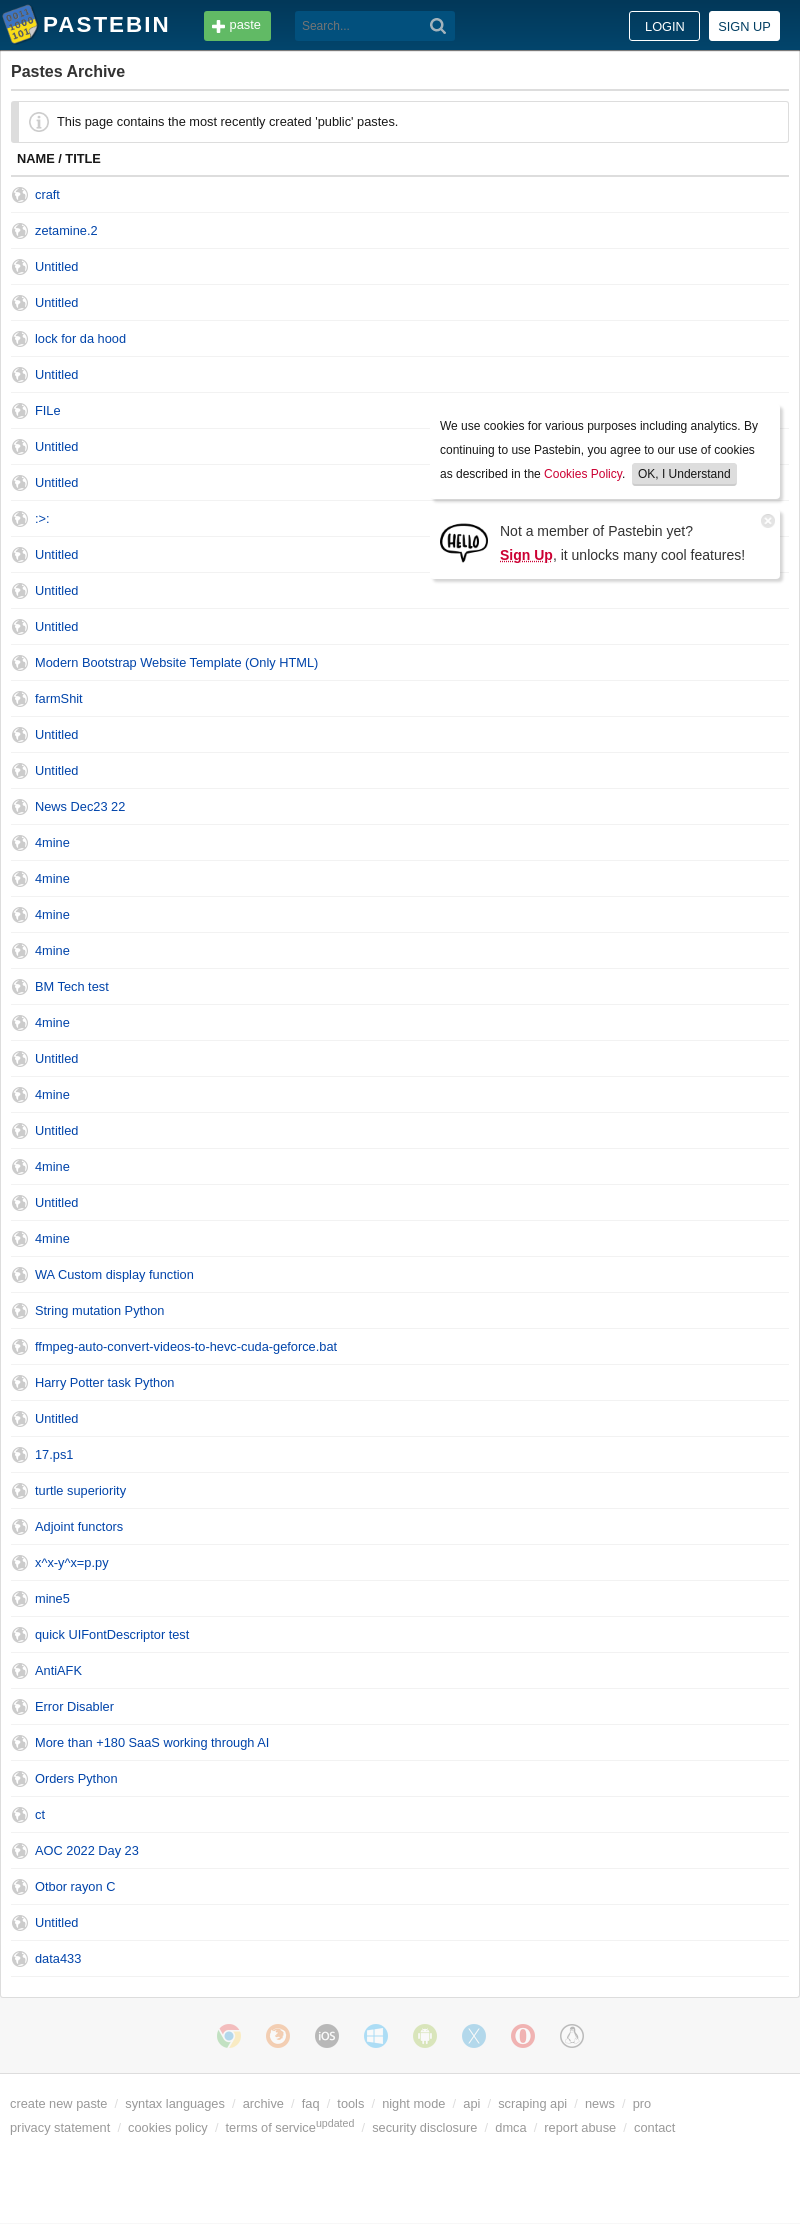 PASTEBIN
paste
Search...
LOGIN
SIGN UP
Pastes Archive
This page contains the most recently created 'public' pastes.
NAME / TITLE
craft
zetamine.2
Untitled
Untitled
lock for da hood
Untitled
FILe
Untitled
Untitled
:>:
Untitled
Untitled
Untitled
We use cookies for various purposes including analytics. By
continuing to use Pastebin, you agree to our use of cookies
as described in the Cookies Policy. OK, I Understand
HELLO
Not a member of Pastebin yet?
Sign Up, it unlocks many cool features!
Modern Bootstrap Website Template (Only HTML)
farmShit
Untitled
Untitled
News Dec23 22
4mine
4mine
4mine
4mine
BM Tech test
4mine
Untitled
4mine
Untitled
4mine
Untitled
4mine
WA Custom display function
String mutation Python
ffmpeg-auto-convert-videos-to-hevc-cuda-geforce.bat
Harry Potter task Python
Untitled
17.ps1
turtle superiority
Adjoint functors
x^x-y^x=p.py
mine5
quick UIFontDescriptor test
AntiAFK
Error Disabler
More than +180 SaaS working through AI
Orders Python
ct
AOC 2022 Day 23
Otbor rayon C
Untitled
data433
iOS
create new paste / syntax languages / archive / faq / tools / night mode / api / scraping api / news / pro
privacy statement / cookies policy / terms of service updated / security disclosure / dmca / report abuse / contact